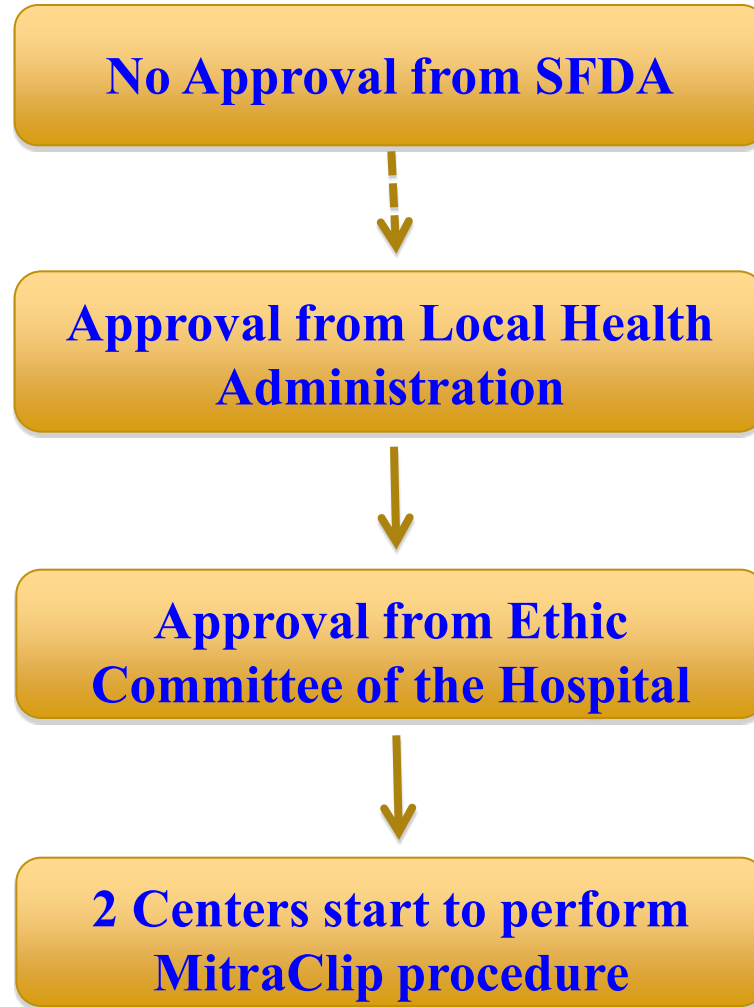 No Approval from SFDA
Approval from Local Health
Administration
Approval from Ethic
Committee of the Hospital
2 Centers start to perform
MitraClip procedure